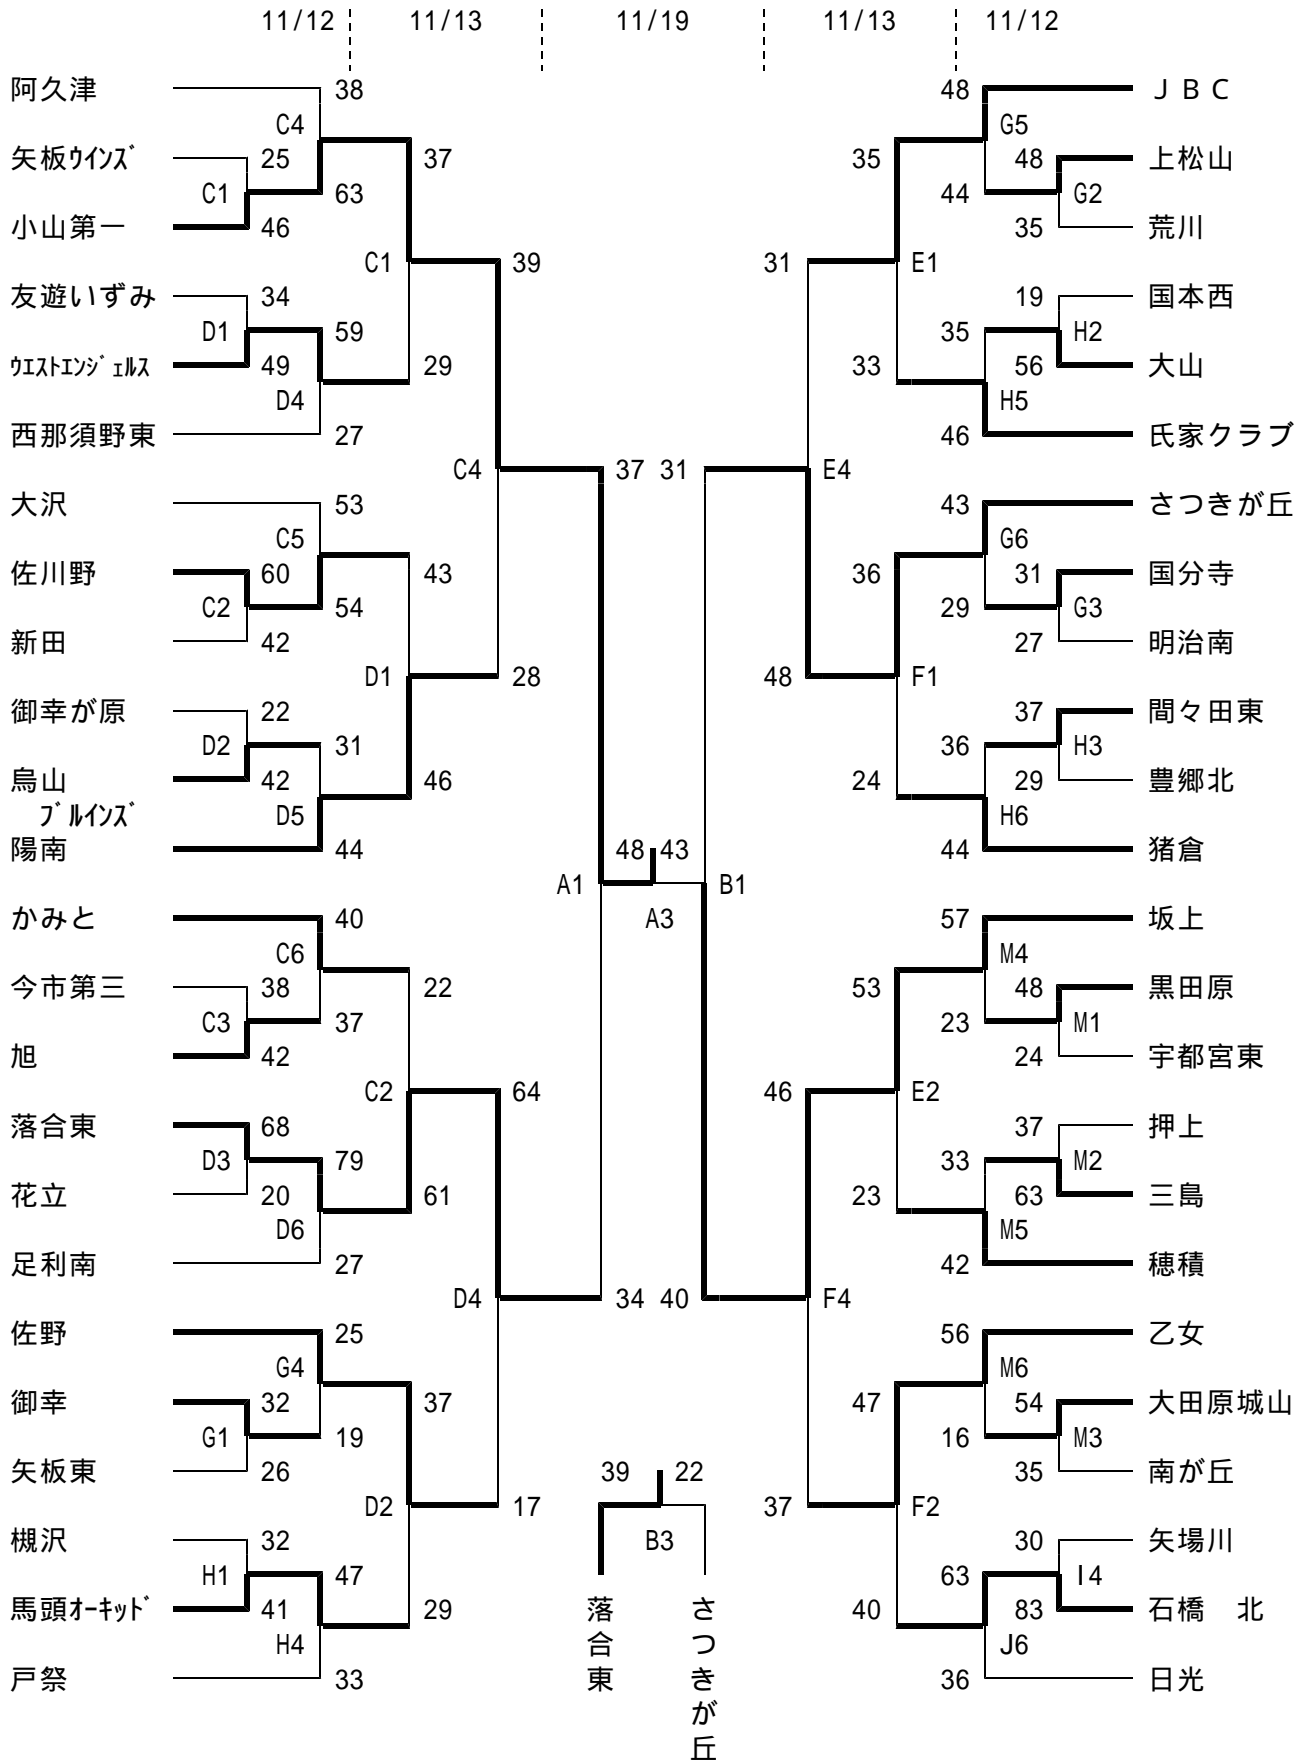 11/12 11/13 11/19 11/13 11/12
阿久津 38 48 ＪＢＣ
C4 G5
矢板ｳｲﾝｽﾞ 25 37 35 48 上松山
C1 63 44 G2
小山第一 46 35 荒川
C1 39 31 E1
友遊いずみ 34 19 国本西
D1 59 35 H2
ｳｴｽﾄｴﾝｼﾞｪﾙｽ 49 29 33 56 大山
D4 H5
西那須野東 27 46 氏家クラブ
C4 37 31 E4
大沢 53 43 さつきが丘
C5 G6
佐川野 60 43 36 31 国分寺
C2 54 29 G3
新田 42 27 明治南
D1 28 48 F1
御幸が原 22 37 間々田東
D2 31 36 H3
烏山 42 46 24 29 豊郷北
ﾌﾞﾙｲﾝｽﾞ D5 H6
陽南 44 48 43 44 猪倉
A1 B1
かみと 40 A3 57 坂上
C6 M4
今市第三 38 22 53 48 黒田原
C3 37 23 M1
旭 42 24 宇都宮東
C2 64 46 E2
落合東 68 37 押上
D3 79 33 M2
花立 20 61 23 63 三島
D6 M5
足利南 27 42 穂積
D4 34 40 F4
佐野 25 56 乙女
G4 M6
御幸 32 37 47 54 大田原城山
G1 19 16 M3
矢板東 26 39 22 35 南が丘
D2 17 37 F2
槻沢 32 B3 30 矢場川
H1 47 63 I4
馬頭ｵｰｷｯﾄﾞ 41 29 40 83 石橋　北
H4 J6
戸祭 33 36 日光
落合東
さつきが丘